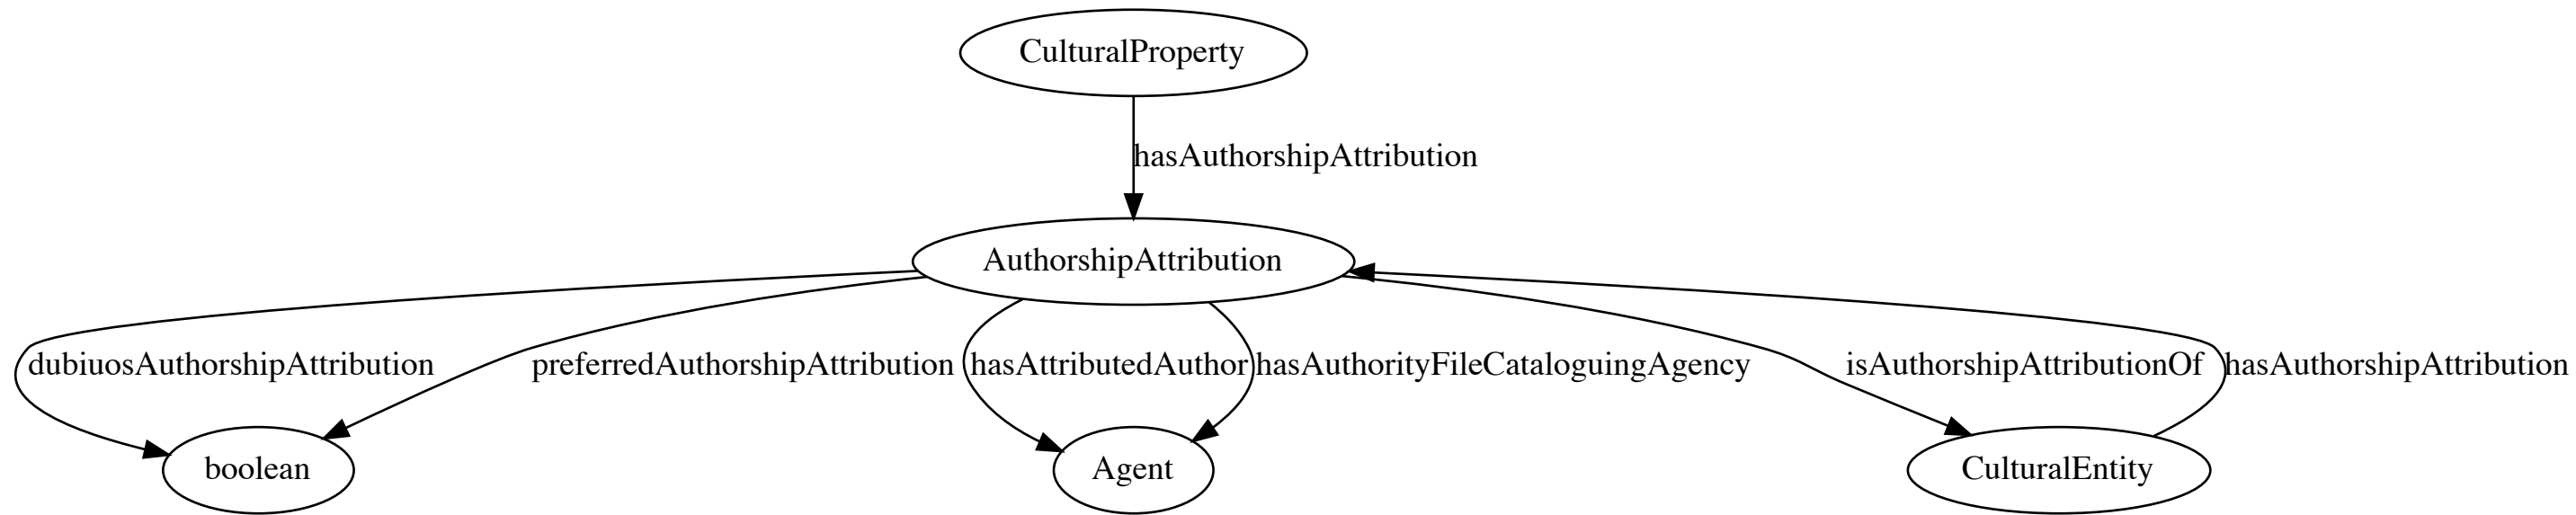 CulturalProperty
hasAuthorshipAttribution
AuthorshipAttribution
dubiuosAuthorshipAttribution
preferredAuthorshipAttribution
hasAttributedAuthor
hasAuthorityFileCataloguingAgency
isAuthorshipAttributionOf
hasAuthorshipAttribution
boolean
Agent
CulturalEntity